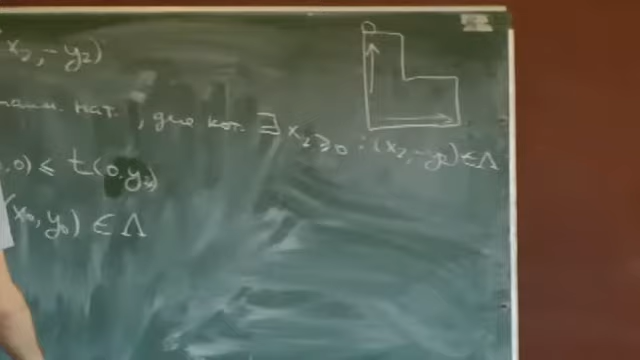 x₂, -y₂)
наим. нат. , для кот. ∃ x₂ ≥ 0 : (x₂, -y₂) ∈ Λ
, 0) ≤ t(0, y₂)
(x₀, y₀) ∈ Λ